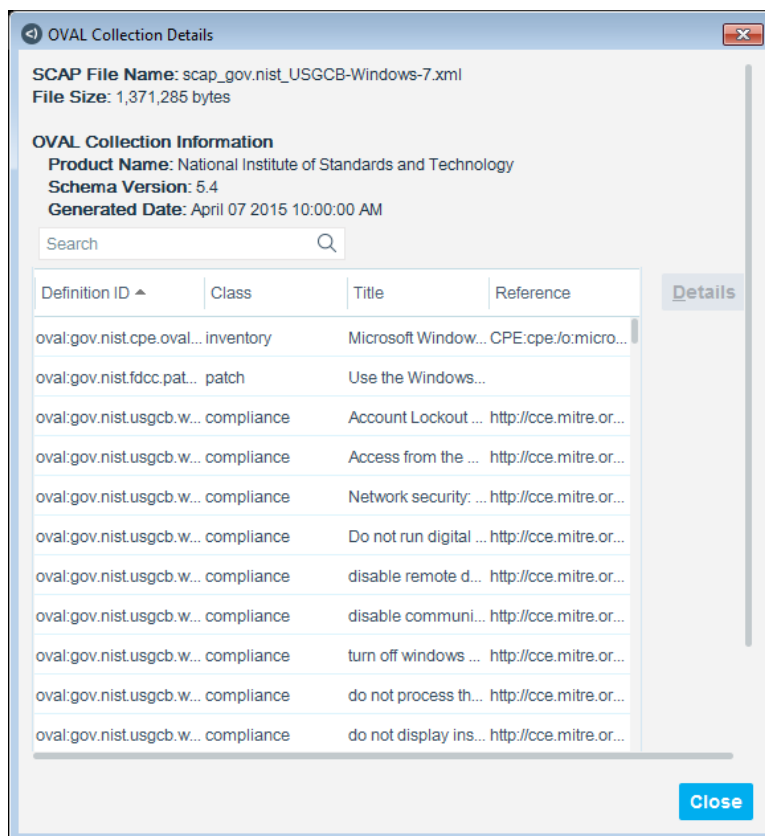 OVAL Collection Details
SCAP File Name: scap_gov.nist_USGCB-Windows-7.xml
File Size: 1,371,285 bytes
OVAL Collection Information
Product Name: National Institute of Standards and Technology
Schema Version: 5.4
Generated Date: April 07 2015 10:00:00 AM
Search
Definition ID Class Title Reference
Details
oval:gov.nist.cpe.oval... inventory Microsoft Window... CPE:cpe:/o:micro...
oval:gov.nist.fdcc.pat... patch Use the Windows...
oval:gov.nist.usgcb.w... compliance Account Lockout ... http://cce.mitre.or...
oval:gov.nist.usgcb.w... compliance Access from the ... http://cce.mitre.or...
oval:gov.nist.usgcb.w... compliance Network security: ... http://cce.mitre.or...
oval:gov.nist.usgcb.w... compliance Do not run digital ... http://cce.mitre.or...
oval:gov.nist.usgcb.w... compliance disable remote d... http://cce.mitre.or...
oval:gov.nist.usgcb.w... compliance disable communi... http://cce.mitre.or...
oval:gov.nist.usgcb.w... compliance turn off windows ... http://cce.mitre.or...
oval:gov.nist.usgcb.w... compliance do not process th... http://cce.mitre.or...
oval:gov.nist.usgcb.w... compliance do not display ins... http://cce.mitre.or...
Close